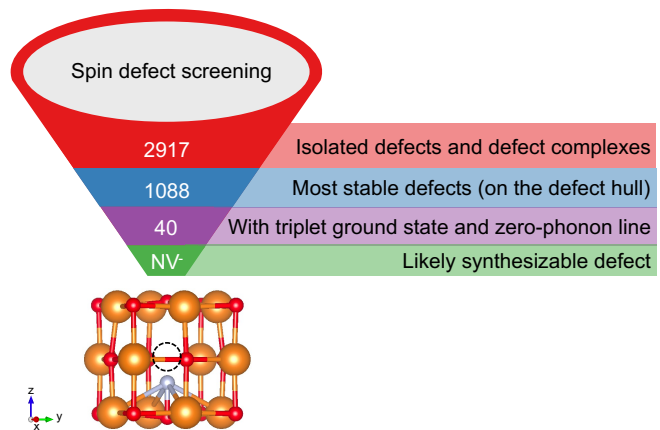 Spin defect screening
2917 Isolated defects and defect complexes
1088 Most stable defects (on the defect hull)
40 With triplet ground state and zero-phonon line
NV⁻ Likely synthesizable defect
z
x y